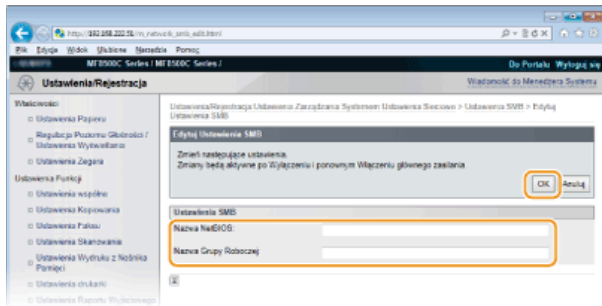 Plik Edycja Widok Ulubione Narzędzia Pomoc
MF8500C Series / MF8500C Series /
Do Portalu Wyloguj się
Ustawienia/Rejestracja
Wiadomość do Menedżera Systemu
Właściwości
Ustawienia Papieru
Regulacja Poziomu Głośności /
Ustawienia Wyświetlania
Ustawienia Zegara
Ustawienia Funkcji
Ustawienia wspólne
Ustawienia Kopiowania
Ustawienia Faksu
Ustawienia Skanowania
Ustawienia Wydruku z Nośnika
Pamięci
Ustawienia drukarki
Ustawienia Raportu
Ustawienia/Rejestracja Ustawienia Zarządzania Systemem Ustawienia Sieciowe > Ustawienia SMB > Edytuj
Ustawienia SMB
Edytuj Ustawienia SMB
Zmień następujące ustawienia.
Zmiany będą aktywne po Wyłączeniu i ponownym Włączeniu głównego zasilania.
OK Anuluj
Ustawienia SMB
Nazwa NetBIOS:
Nazwa Grupy Roboczej: